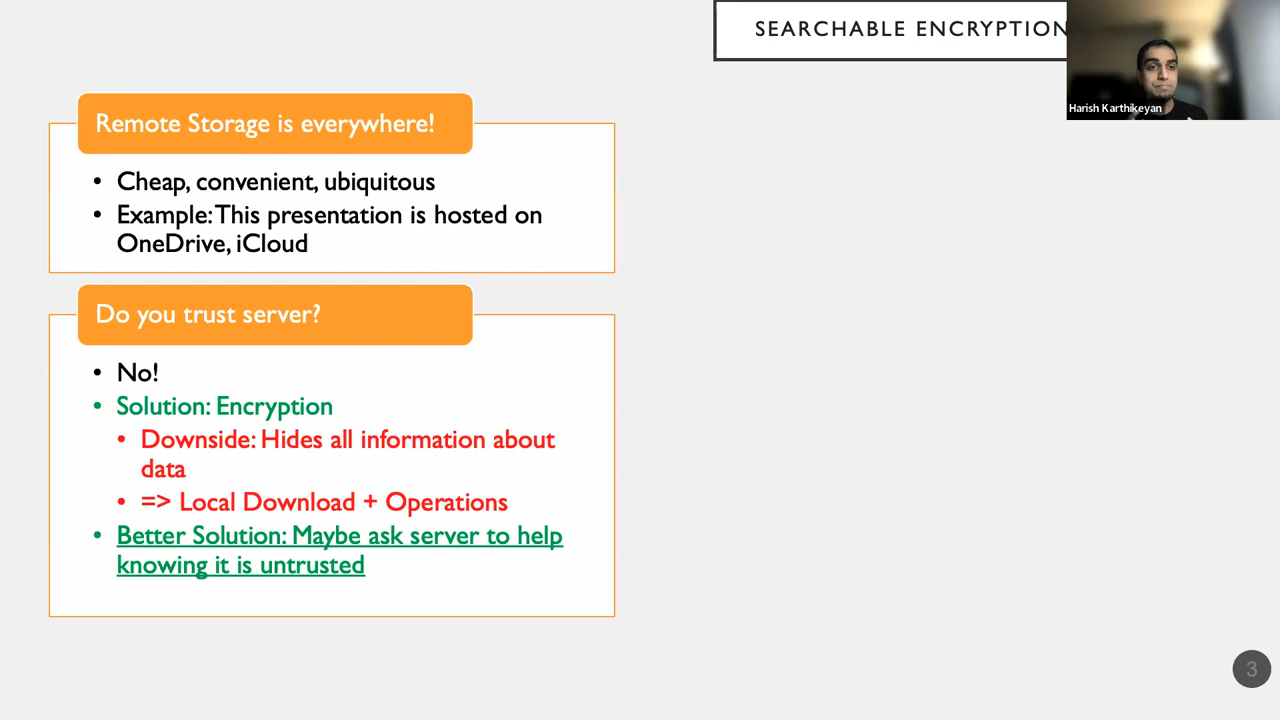 SEARCHABLE ENCRYPTION
Harish Karthikeyan
Remote Storage is everywhere!
• Cheap, convenient, ubiquitous
• Example: This presentation is hosted on
OneDrive, iCloud
Do you trust server?
• No!
• Solution: Encryption
• Downside: Hides all information about
data
• => Local Download + Operations
• Better Solution: Maybe ask server to help
knowing it is untrusted
3